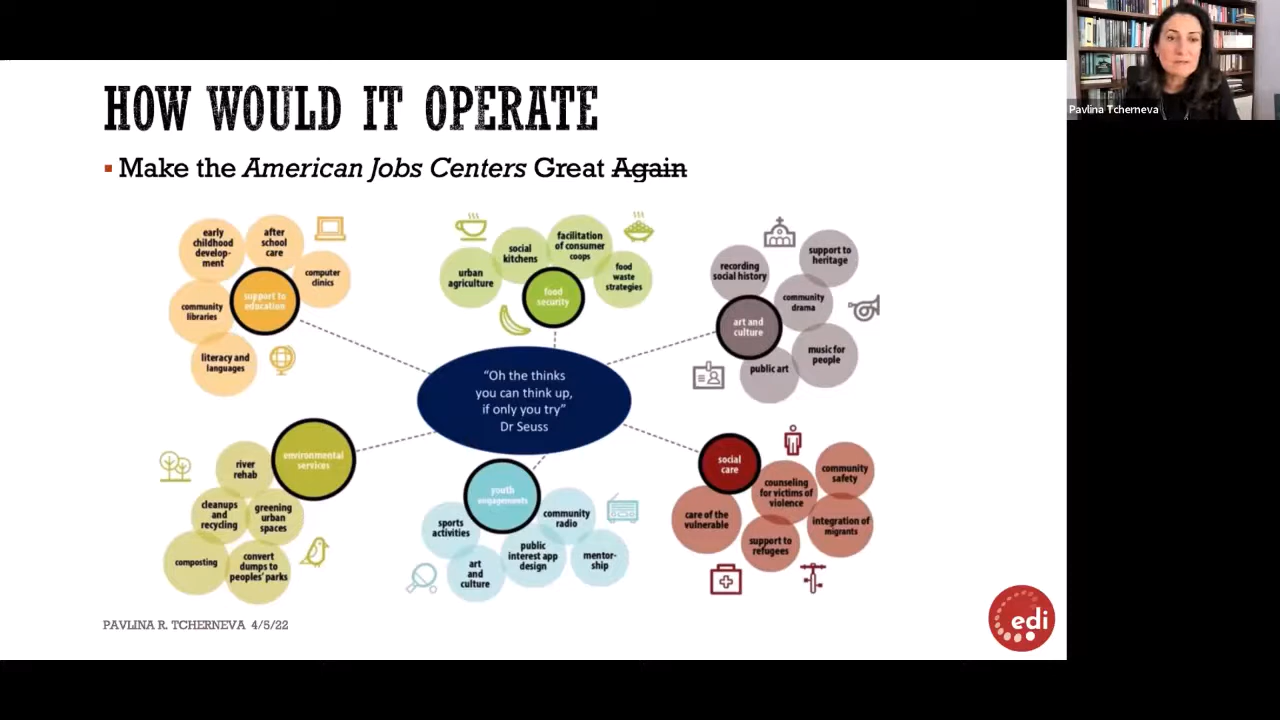 Pavlina Tcherneva
HOW WOULD IT OPERATE
Make the American Jobs Centers Great Again
early
childhood
develop-
ment
after
school
care
computer
clinics
support to
education
community
libraries
literacy and
languages
urban
agriculture
social
kitchens
facilitation
of consumer
coops
food
waste
strategies
food
security
recording
social history
support to
heritage
community
drama
art and
culture
music for
people
public art
"Oh the thinks
you can think up,
if only you try"
Dr Seuss
environmental
services
river
rehab
cleanups
and
recycling
greening
urban
spaces
composting
convert
dumps to
peoples' parks
youth
engagements
sports
activities
community
radio
art
and
culture
public
interest app
design
mentor-
ship
social
care
counseling
for victims of
violence
community
safety
care of the
vulnerable
support to
refugees
integration of
migrants
PAVLINA R. TCHERNEVA 4/5/22
edi